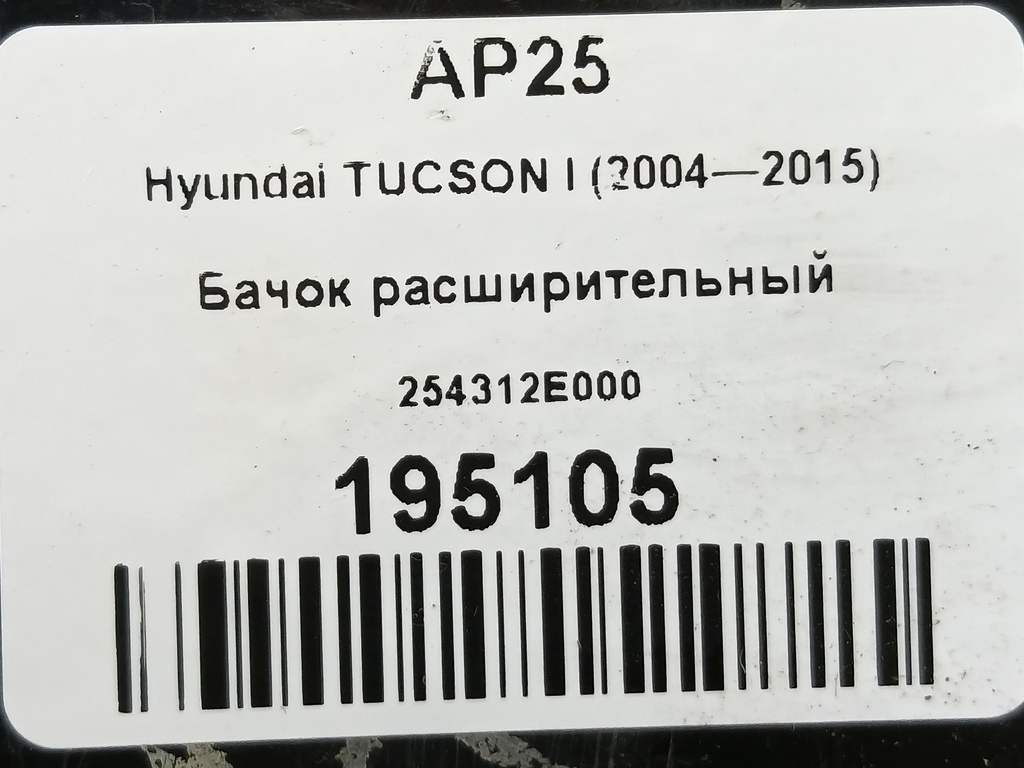 AP25
Hyundai TUCSON I (2004—2015)
Бачок расширительный
254312E000
195105